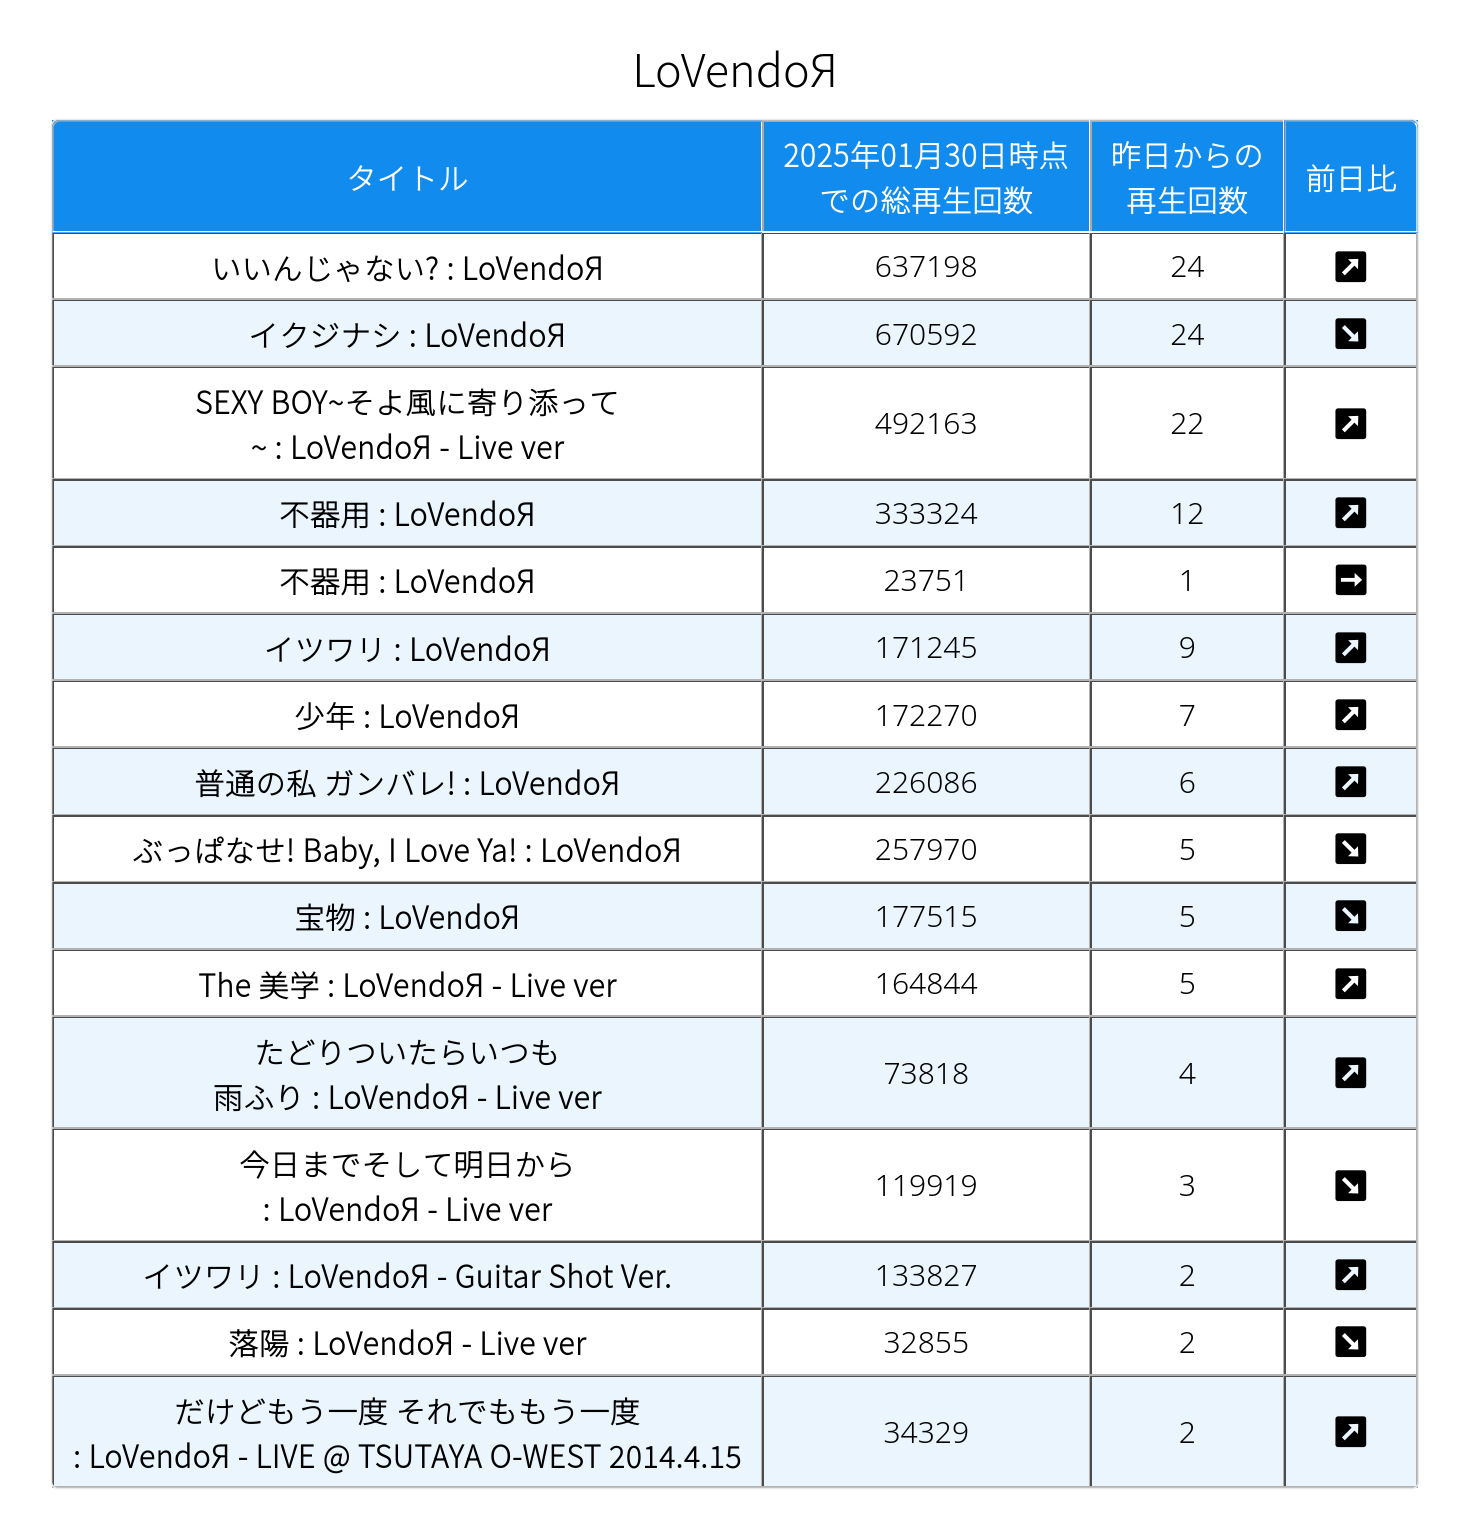 LoVendoЯ
タイトル
2025年01月30日時点
での総再生回数
昨日からの
再生回数
前日比
いいんじゃない? : LoVendoЯ
637198
24
イクジナシ : LoVendoЯ
670592
24
SEXY BOY~そよ風に寄り添って
~ : LoVendoЯ - Live ver
492163
22
不器用 : LoVendoЯ
333324
12
不器用 : LoVendoЯ
23751
1
イツワリ : LoVendoЯ
171245
9
少年 : LoVendoЯ
172270
7
普通の私 ガンバレ! : LoVendoЯ
226086
6
ぶっぱなせ! Baby, I Love Ya! : LoVendoЯ
257970
5
宝物 : LoVendoЯ
177515
5
The 美学 : LoVendoЯ - Live ver
164844
5
たどりついたらいつも
雨ふり : LoVendoЯ - Live ver
73818
4
今日までそして明日から
: LoVendoЯ - Live ver
119919
3
イツワリ : LoVendoЯ - Guitar Shot Ver.
133827
2
落陽 : LoVendoЯ - Live ver
32855
2
だけどもう一度 それでももう一度
: LoVendoЯ - LIVE @ TSUTAYA O-WEST 2014.4.15
34329
2